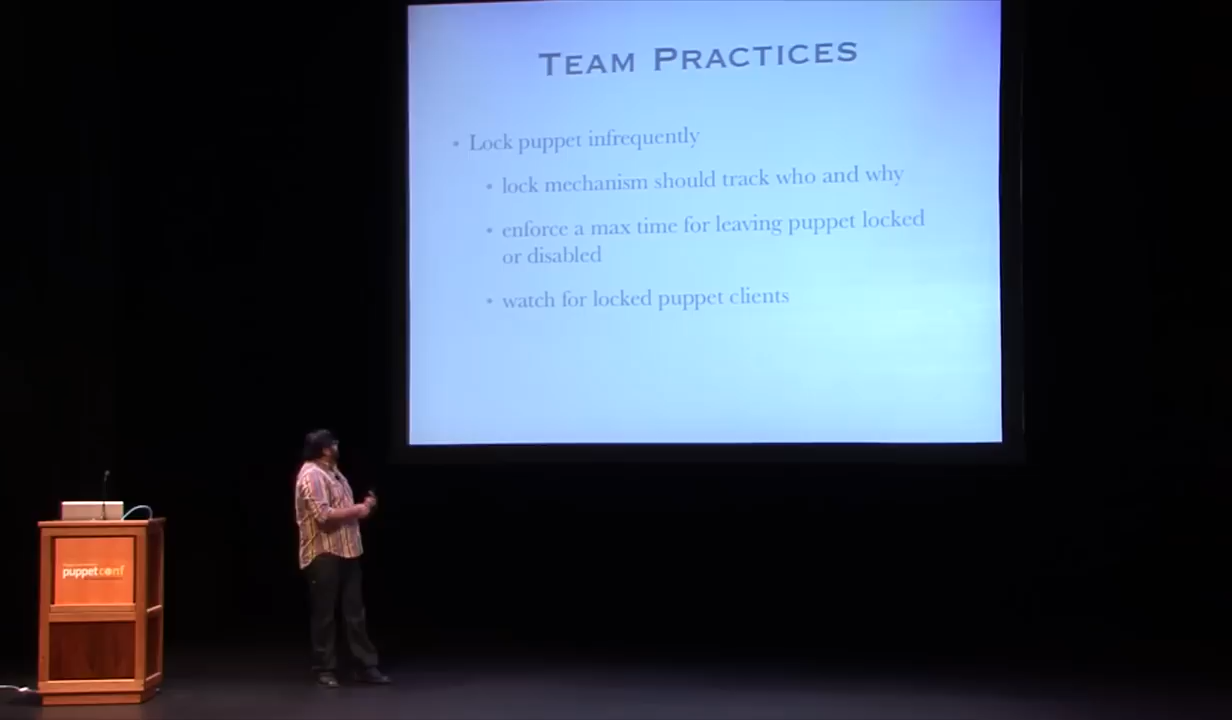 TEAM PRACTICES
• Lock puppet infrequently
• lock mechanism should track who and why
• enforce a max time for leaving puppet locked
or disabled
• watch for locked puppet clients
puppetconf